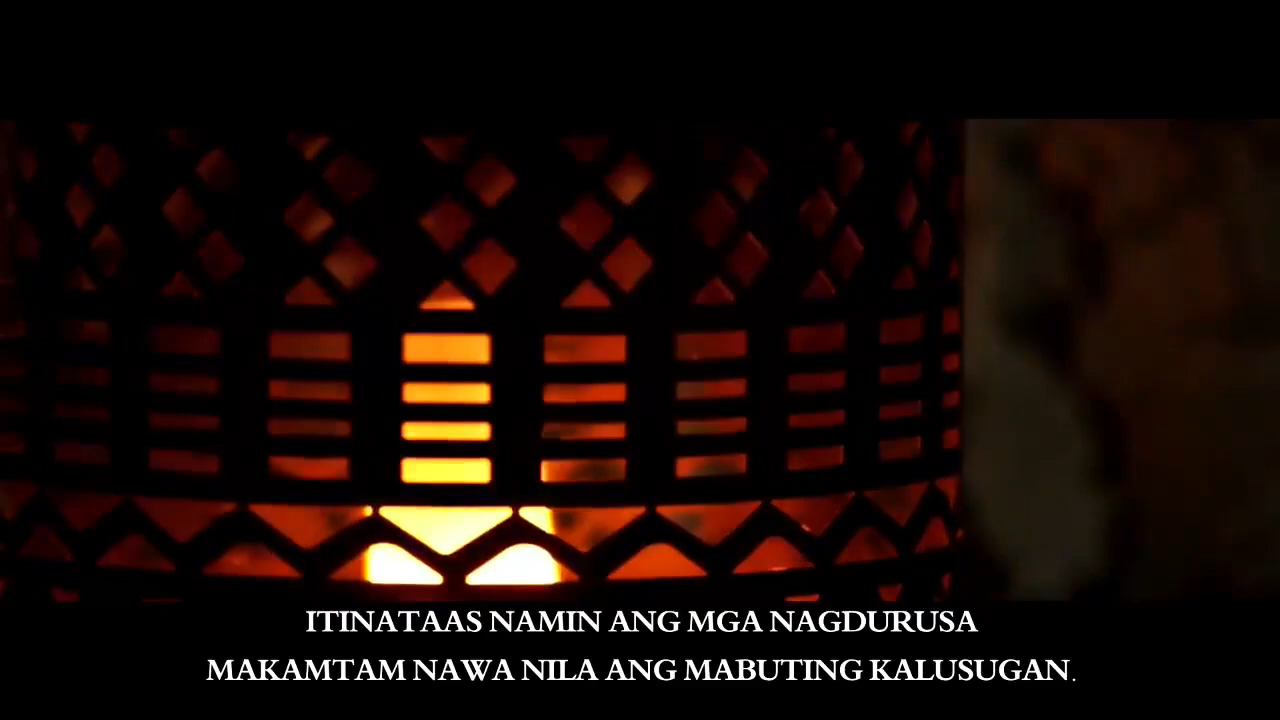 ITINATAAS NAMIN ANG MGA NAGDURUSA
MAKAMTAM NAWA NILA ANG MABUTING KALUSUGAN.